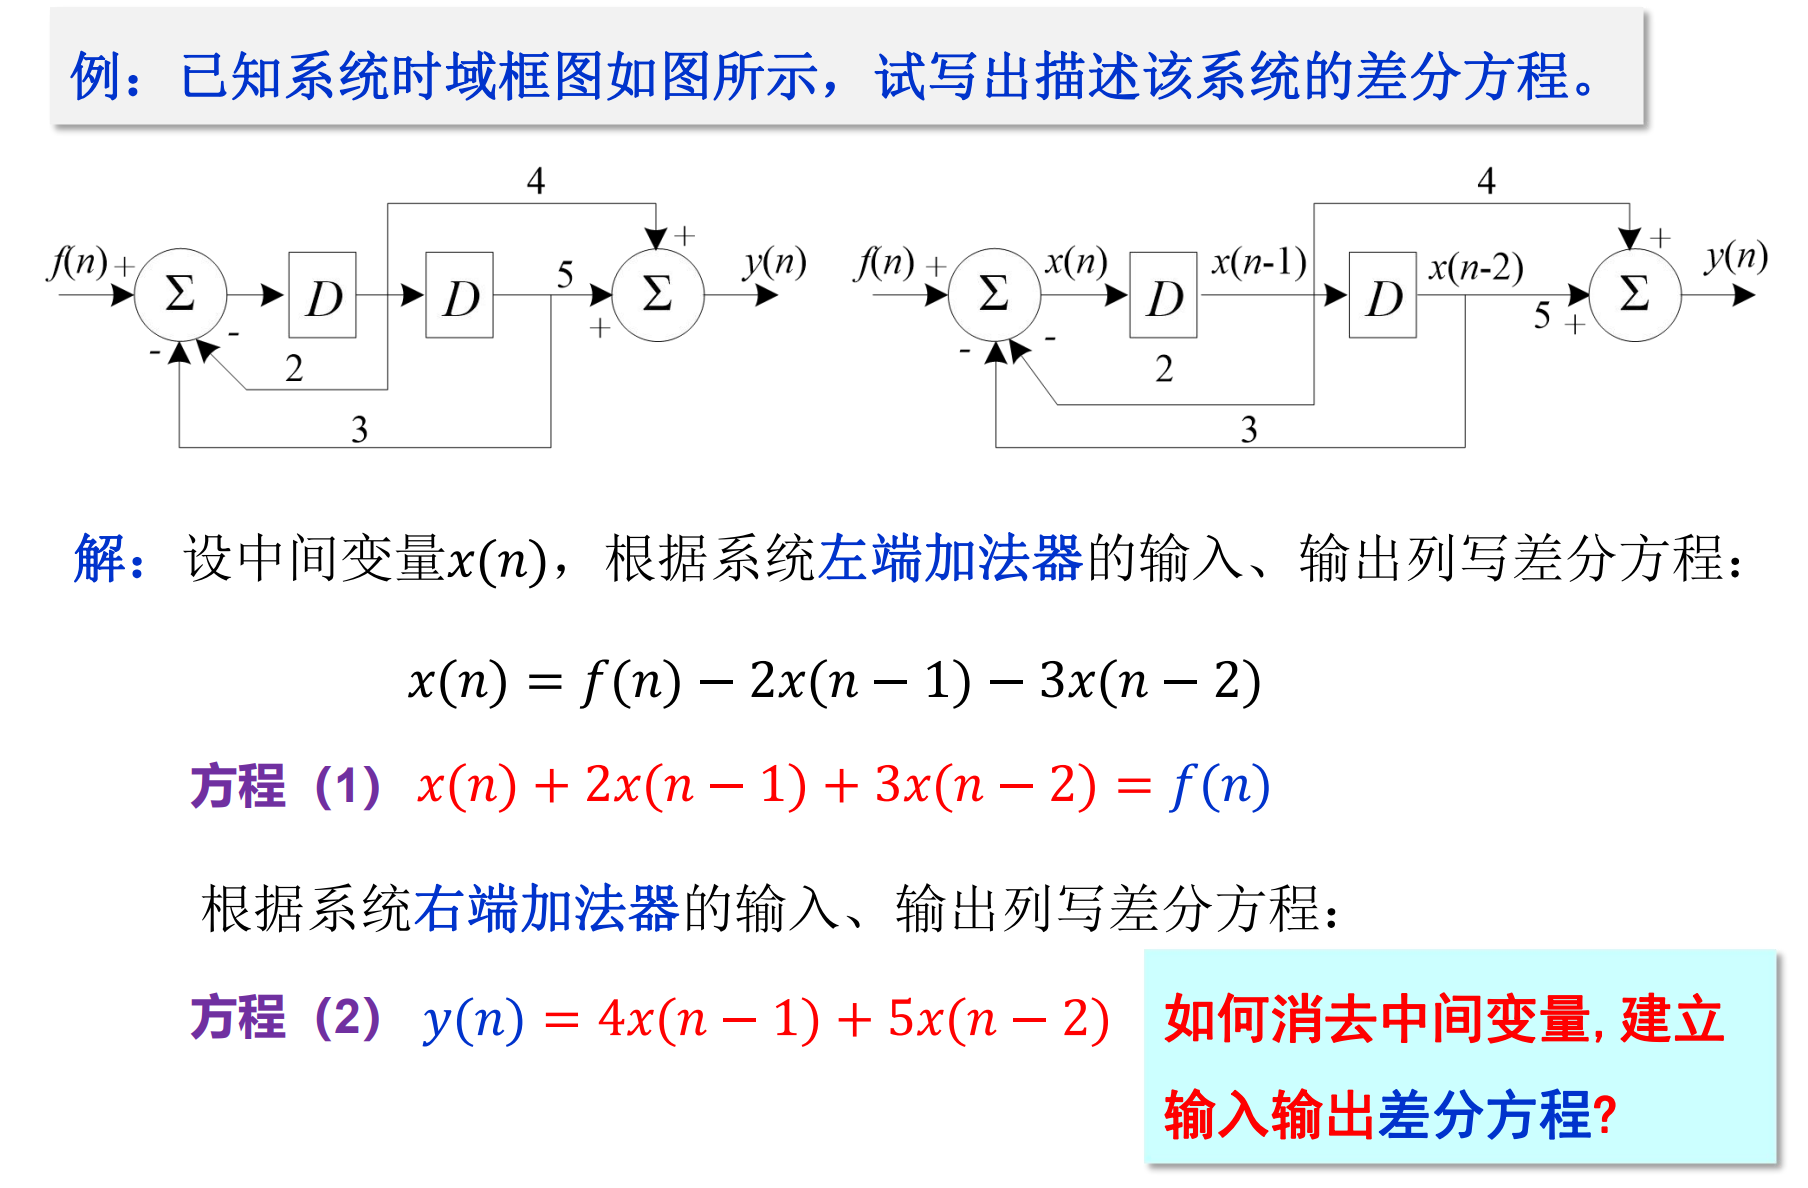 例：已知系统时域框图如图所示，试写出描述该系统的差分方程。
4
f(n) + Σ D D 5 + + Σ y(n)
- - 2
3
4
f(n) + Σ x(n) D x(n-1) D x(n-2) 5 + + Σ y(n)
- - 2
3
解：设中间变量x(n)，根据系统左端加法器的输入、输出列写差分方程：
x(n) = f(n) − 2x(n − 1) − 3x(n − 2)
方程（1） x(n) + 2x(n − 1) + 3x(n − 2) = f(n)
根据系统右端加法器的输入、输出列写差分方程：
方程（2） y(n) = 4x(n − 1) + 5x(n − 2)
如何消去中间变量,建立
输入输出差分方程?